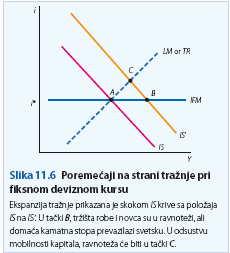 i
LM or TR
C
A
B
i*
IFM
IS'
IS
Y
Slika 11.6 Poremećaji na strani tražnje pri
fiksnom deviznom kursu
Ekspanzija tražnje prikazana je skokom IS krive sa položaja
IS na IS'. U tački B, tržišta robe i novca su u ravnoteži, ali
domaća kamatna stopa prevazilazi svetsku. U odsustvu
mobilnosti kapitala, ravnoteža će biti u tački C.